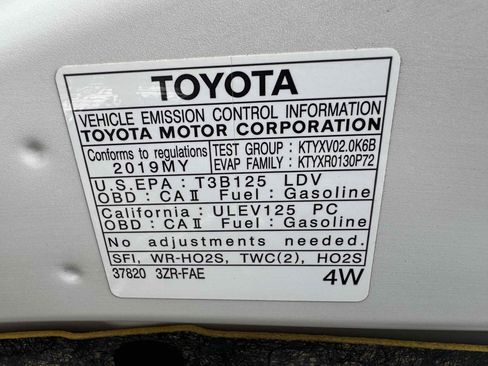 TOYOTA
VEHICLE EMISSION CONTROL INFORMATION
TOYOTA MOTOR CORPORATION
Conforms to regulations
2019MY
TEST GROUP : KTYXV02.0K6B
EVAP FAMILY : KTYXR0130P72
U.S.EPA : T3B125 LDV
OBD : CAⅡ Fuel : Gasoline
California : ULEV125 PC
OBD : CAⅡ Fuel : Gasoline
No adjustments needed.
SFI, WR-HO2S, TWC(2), HO2S
37820 3ZR-FAE 4W